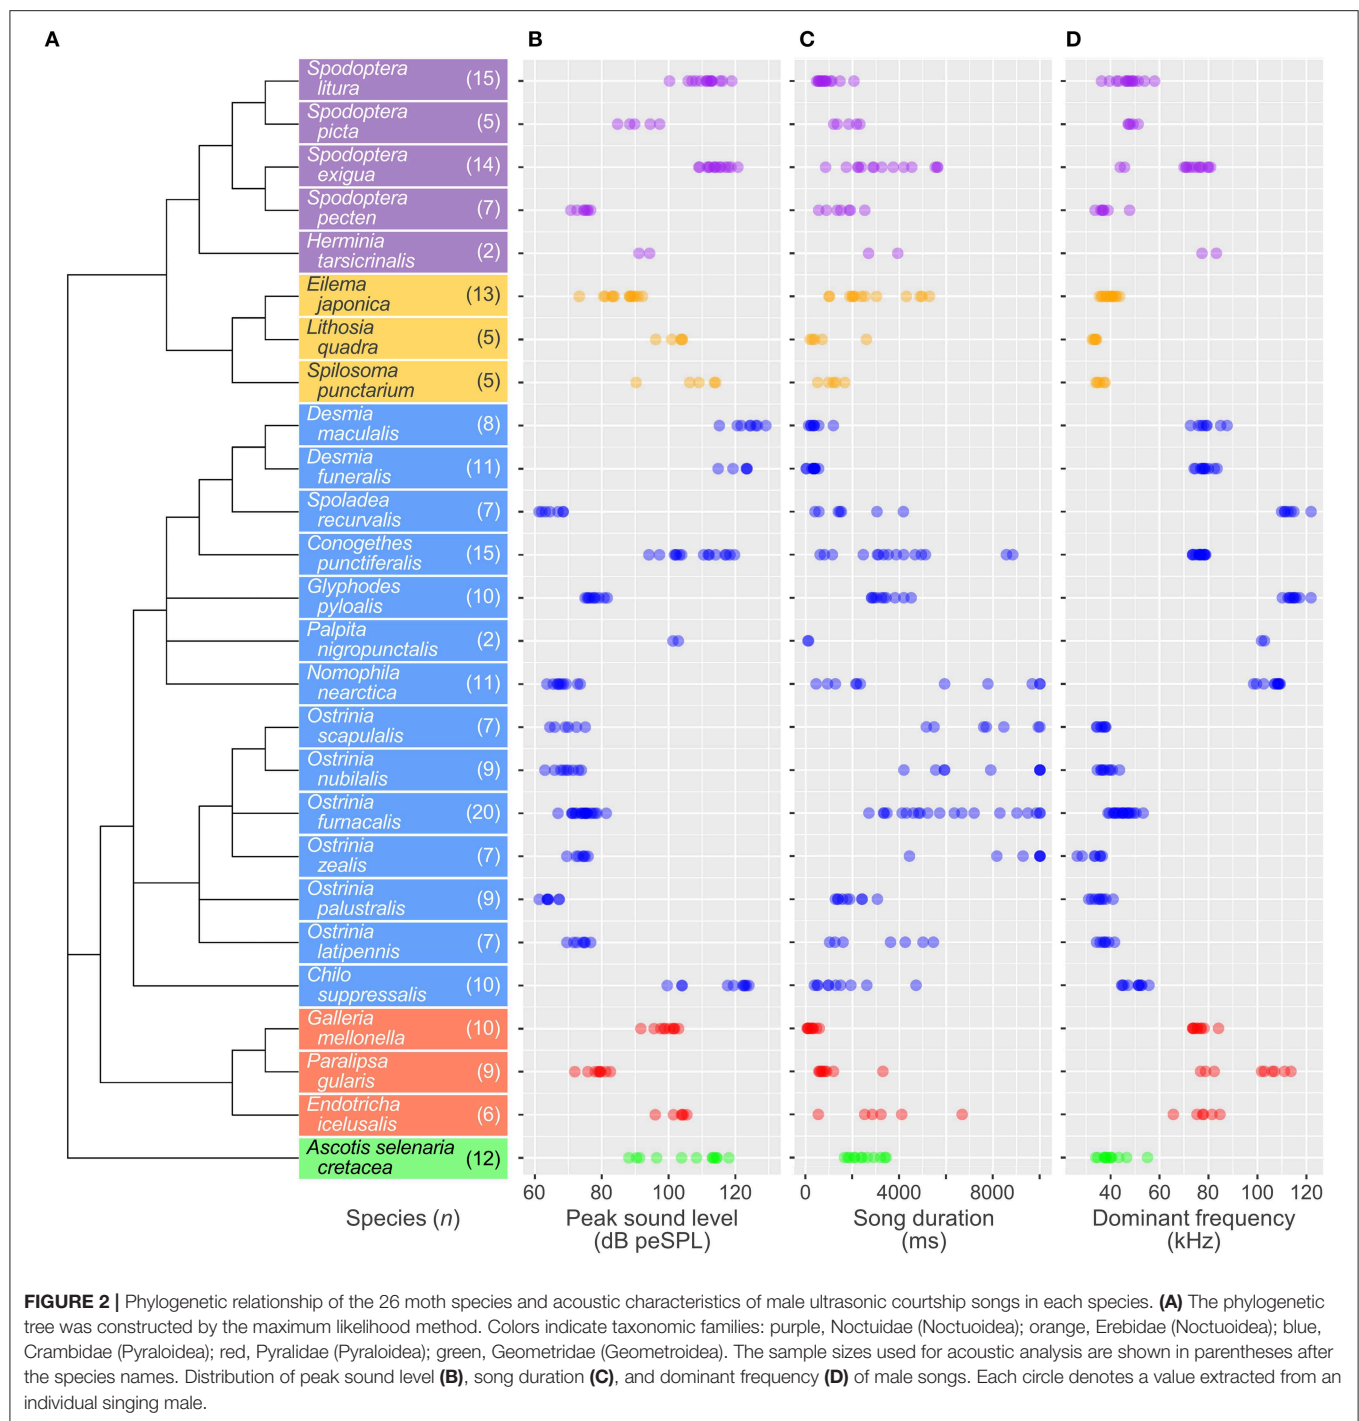 A
B
C
D
Spodoptera (15)
litura
Spodoptera (5)
picta
Spodoptera (14)
exigua
Spodoptera (7)
pecten
Herminia (2)
tarsicrinalis
Eilema (13)
japonica
Lithosia (5)
quadra
Spilosoma (5)
punctarium
Desmia (8)
maculalis
Desmia (11)
funeralis
Spoladea (7)
recurvalis
Conogethes (15)
punctiferalis
Glyphodes (10)
pyloalis
Palpita (2)
nigropunctalis
Nomophila (11)
nearctica
Ostrinia (7)
scapulalis
Ostrinia (9)
nubilalis
Ostrinia (20)
furnacalis
Ostrinia (7)
zealis
Ostrinia (9)
palustralis
Ostrinia (7)
latipennis
Chilo (10)
suppressalis
Galleria (10)
mellonella
Paralipsa (9)
gularis
Endotricha (6)
icelusalis
Ascotis selenaria (12)
cretacea
60 80 100 120
0 4000 8000
40 60 80 100 120
Species (n)
Peak sound level
(dB peSPL)
Song duration
(ms)
Dominant frequency
(kHz)
FIGURE 2 | Phylogenetic relationship of the 26 moth species and acoustic characteristics of male ultrasonic courtship songs in each species. (A) The phylogenetic
tree was constructed by the maximum likelihood method. Colors indicate taxonomic families: purple, Noctuidae (Noctuoidea); orange, Erebidae (Noctuoidea); blue,
Crambidae (Pyraloidea); red, Pyralidae (Pyraloidea); green, Geometridae (Geometroidea). The sample sizes used for acoustic analysis are shown in parentheses after
the species names. Distribution of peak sound level (B), song duration (C), and dominant frequency (D) of male songs. Each circle denotes a value extracted from an
individual singing male.